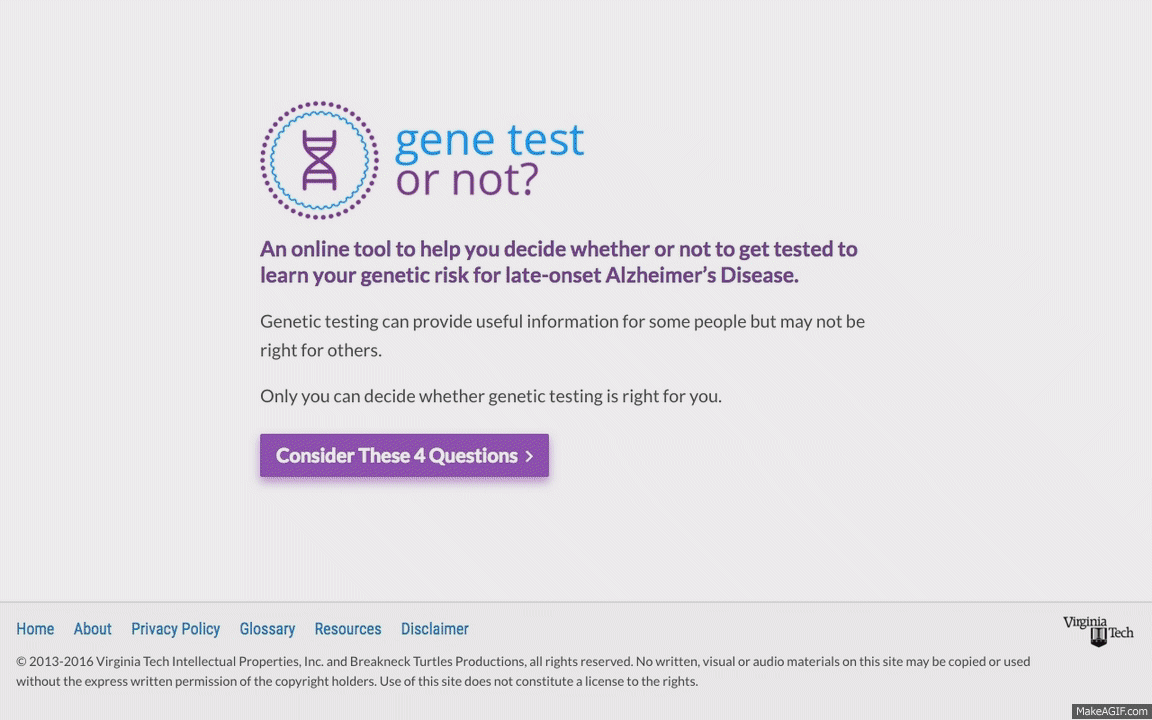 gene test
or not?
An online tool to help you decide whether or not to get tested to
learn your genetic risk for late-onset Alzheimer’s Disease.
Genetic testing can provide useful information for some people but may not be
right for others.
Only you can decide whether genetic testing is right for you.
Consider These 4 Questions >
Home About Privacy Policy Glossary Resources Disclaimer
Virginia
Tech
© 2013-2016 Virginia Tech Intellectual Properties, Inc. and Breakneck Turtles Productions, all rights reserved. No written, visual or audio materials on this site may be copied or used
without the express written permission of the copyright holders. Use of this site does not constitute a license to the rights.
MakeAGIF.com